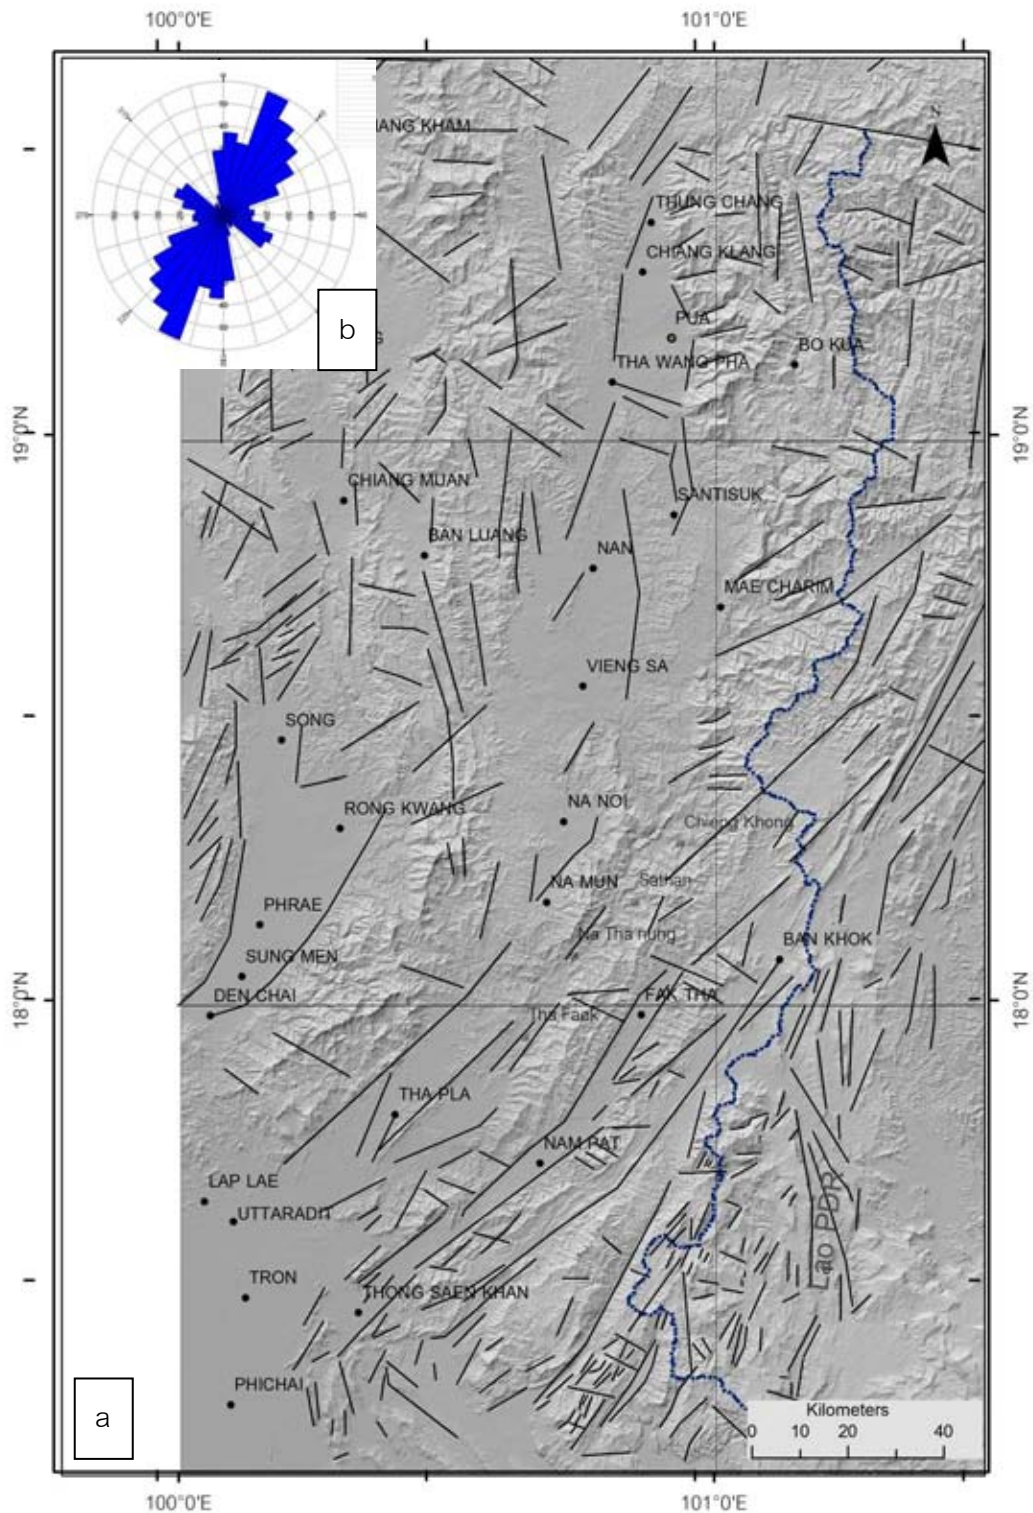 100°0'E
101°0'E
IANG KHAM
THUNG CHANG
CHIANG KLANG
b
PUA
G
BO KUA
THA WANG PHA
19°0'N
19°0'N
CHIANG MUAN
SANTISUK
BAN LUANG
NAN
MAE CHARIM
VIENG SA
SONG
RONG KWANG
NA NOI
Chieng Khong
NA MUN
Sathan
PHRAE
Na Tha nung
BAN KHOK
SUNG MEN
DEN CHAI
FAK THA
18°0'N
18°0'N
Tha Faek
THA PLA
NAM PAT
LAP LAE
UTTARADIT
Lao PDR
TRON
THONG SAEN KHAN
PHICHAI
a
Kilometers
0 10 20 40
100°0'E
101°0'E